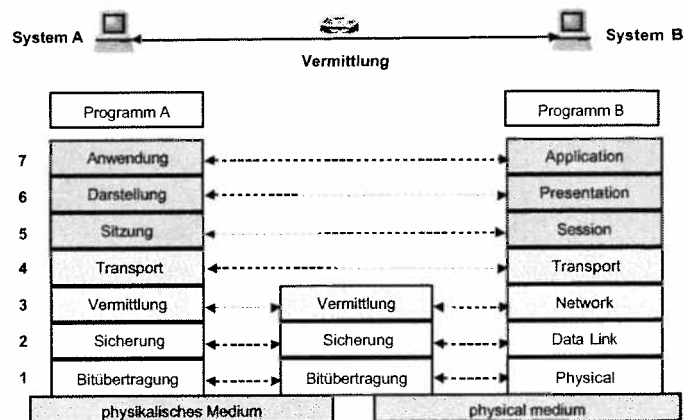 System A
System B
Vermittlung
Programm A
Programm B
7 Anwendung Application
6 Darstellung Presentation
5 Sitzung Session
4 Transport Transport
3 Vermittlung Vermittlung Network
2 Sicherung Sicherung Data Link
1 Bitübertragung Bitübertragung Physical
physikalisches Medium physical medium